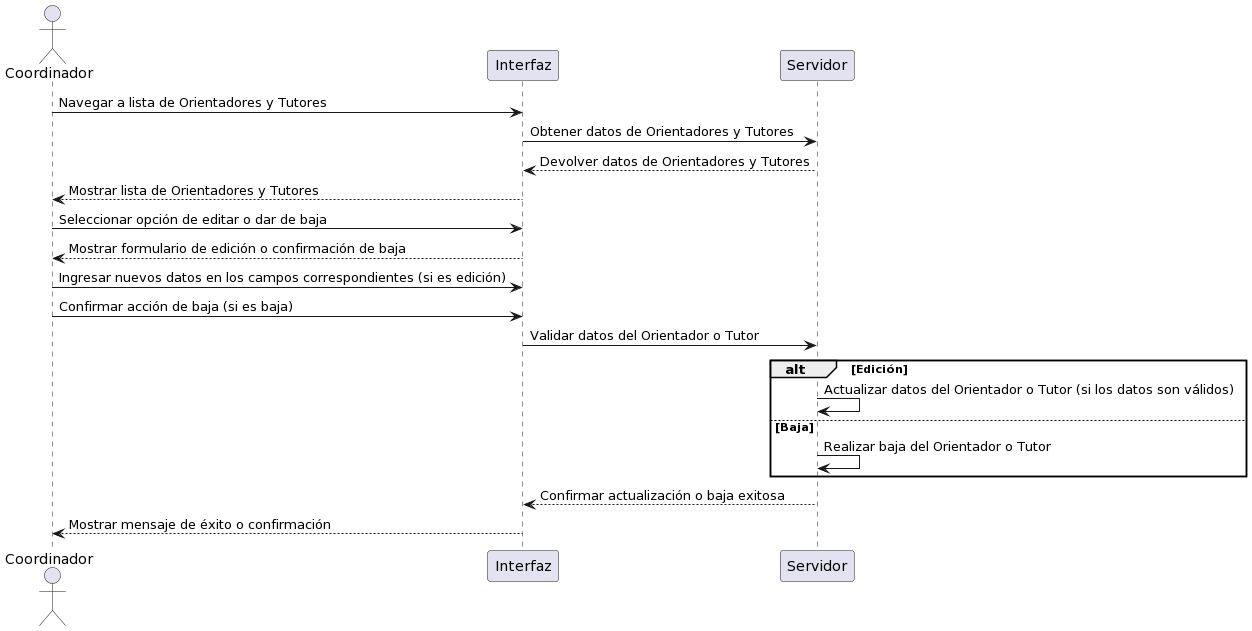 Coordinador
Interfaz
Servidor
Navegar a lista de Orientadores y Tutores
Obtener datos de Orientadores y Tutores
Devolver datos de Orientadores y Tutores
Mostrar lista de Orientadores y Tutores
Seleccionar opción de editar o dar de baja
Mostrar formulario de edición o confirmación de baja
Ingresar nuevos datos en los campos correspondientes (si es edición)
Confirmar acción de baja (si es baja)
Validar datos del Orientador o Tutor
alt
[Edición]
Actualizar datos del Orientador o Tutor (si los datos son válidos)
[Baja]
Realizar baja del Orientador o Tutor
Confirmar actualización o baja exitosa
Mostrar mensaje de éxito o confirmación
Coordinador
Interfaz
Servidor